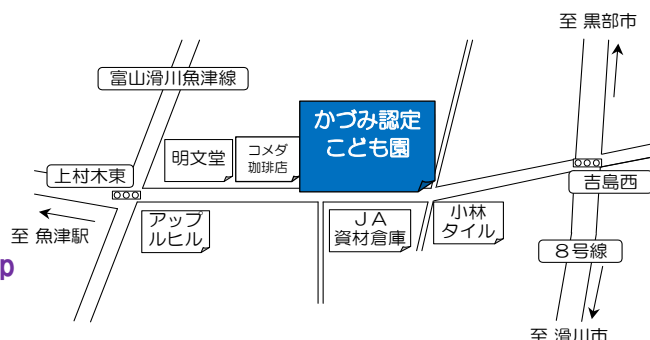 至 黒部市
富山滑川魚津線
かづみ認定
こども園
明文堂
コメダ
珈琲店
上村木東
吉島西
アップ
ルヒル
JA
資材倉庫
小林
タイル
至 魚津駅
8号線
p
至 滑川市